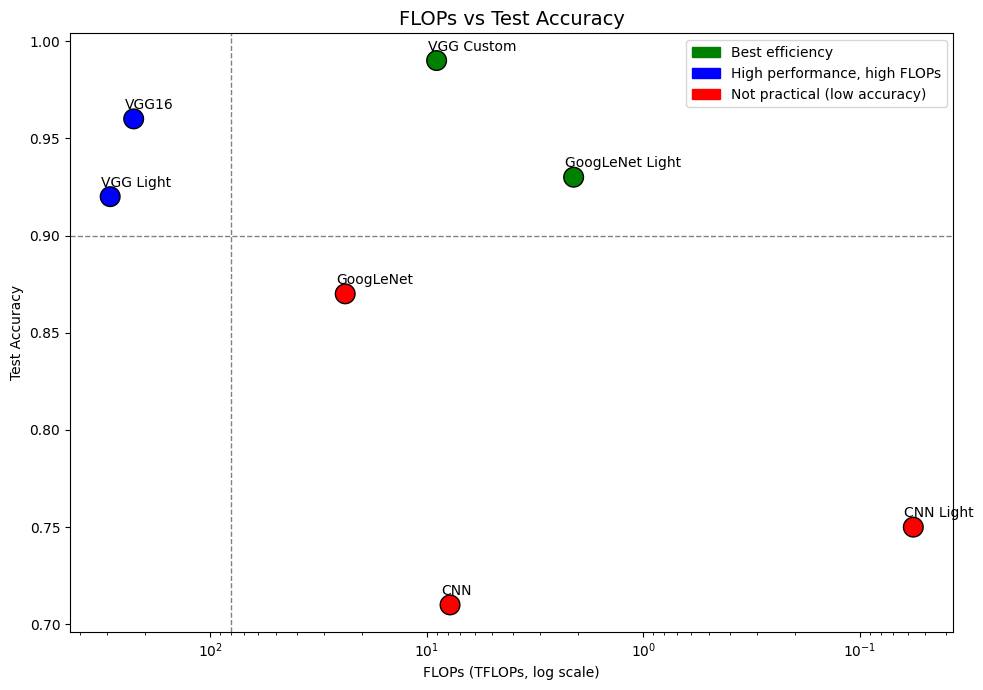 FLOPs vs Test Accuracy
VGG Custom
Best efficiency
High performance, high FLOPs
Not practical (low accuracy)
VGG16
GoogLeNet Light
VGG Light
GoogLeNet
CNN Light
CNN
Test Accuracy
1.00
0.95
0.90
0.85
0.80
0.75
0.70
10²
10¹
10⁰
10⁻¹
FLOPs (TFLOPs, log scale)